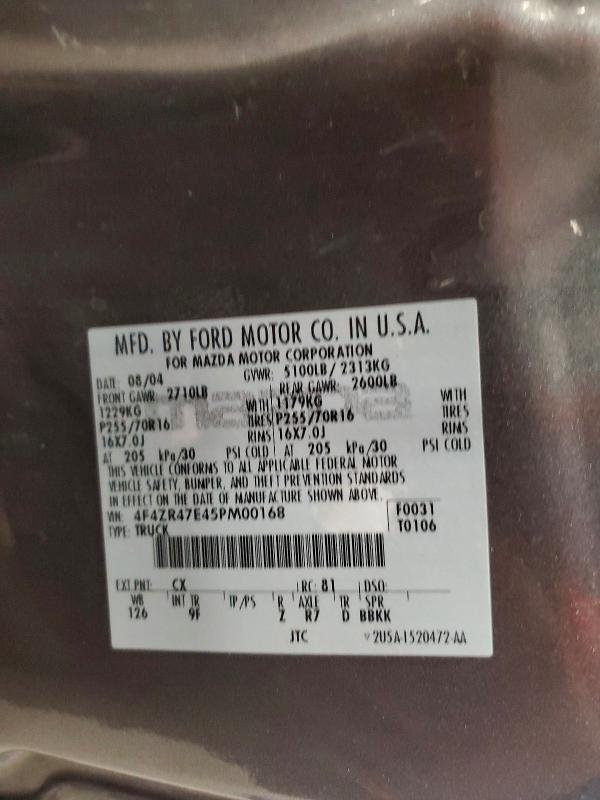 MFD. BY FORD MOTOR CO. IN U.S.A.
FOR MAZDA MOTOR CORPORATION
DATE: 08/04 GVWR: 5100LB/ 2313KG
FRONT GAWR: 2710LB REAR GAWR: 2600LB
1229KG WITH 1179KG WITH
P255/70R16 TIRES P255/70R16 TIRES
16X7.0J RIMS 16X7.0J RIMS
AT 205 kPa/30 PSI COLD AT 205 kPa/30 PSI COLD
THIS VEHICLE CONFORMS TO ALL APPLICABLE FEDERAL MOTOR
VEHICLE SAFETY, BUMPER, AND THEFT PREVENTION STANDARDS
IN EFFECT ON THE DATE OF MANUFACTURE SHOWN ABOVE.
VIN: 4F4ZR47E45PM00168 F0031
TYPE: TRUCK T0106
EXT PNT: CX RC: 81 DSO:
WB INT TR TP/PS R AXLE TR SPR
126 9F Z R7 D BBKK
JTC 2U5A-1520472-AA